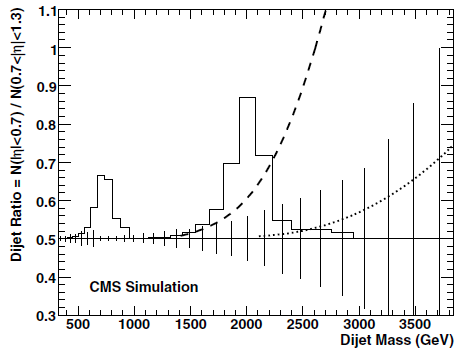 Dijet Ratio = N(|η|<0.7) / N(0.7<|η|<1.3)
1.1
1
0.9
0.8
0.7
0.6
0.5
0.4
0.3
CMS Simulation
500 1000 1500 2000 2500 3000 3500
Dijet Mass (GeV)